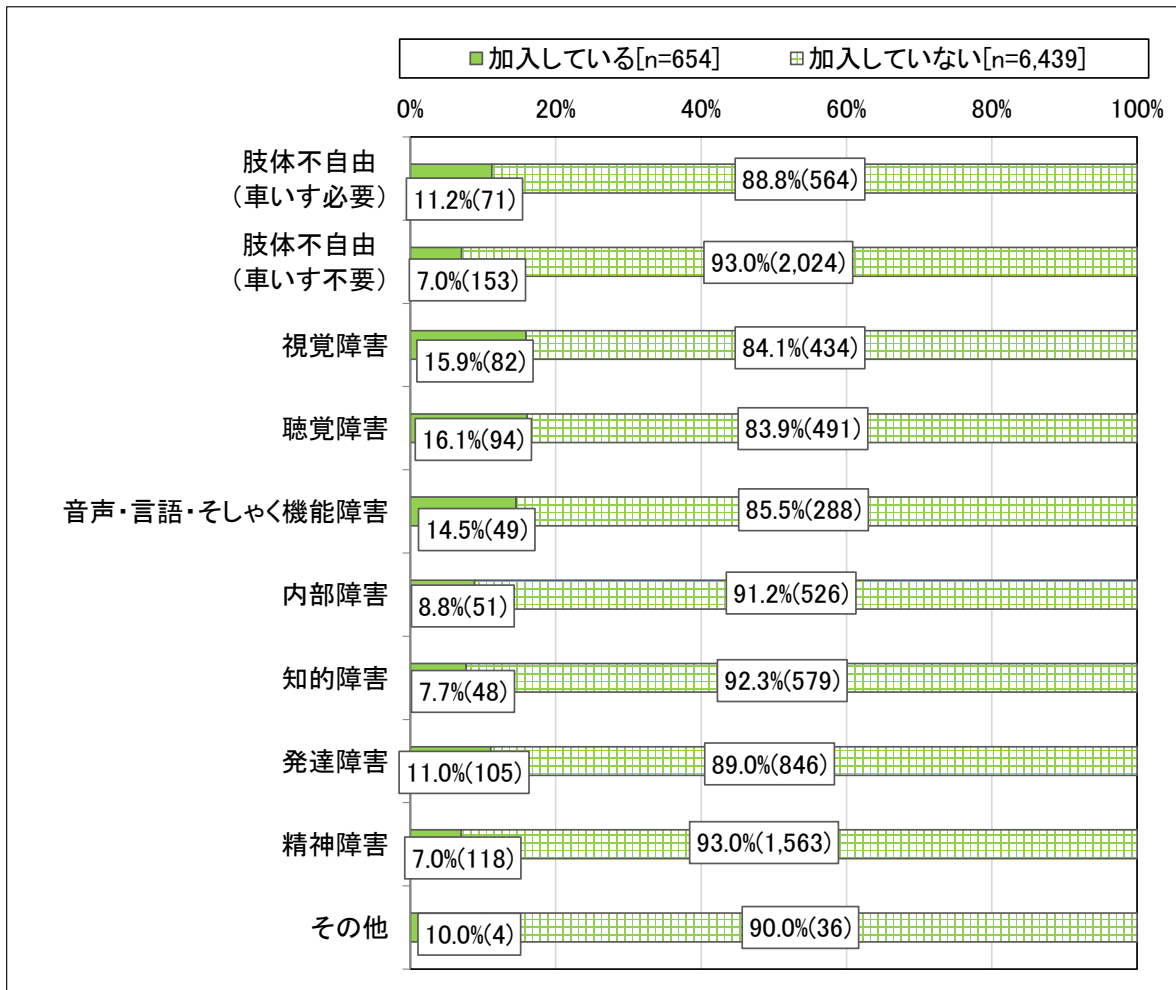 加入している[n=654] 加入していない[n=6,439]
0% 20% 40% 60% 80% 100%
肢体不自由
（車いす必要）
11.2%(71) 88.8%(564)
肢体不自由
（車いす不要）
7.0%(153) 93.0%(2,024)
視覚障害
15.9%(82) 84.1%(434)
聴覚障害
16.1%(94) 83.9%(491)
音声・言語・そしゃく機能障害
14.5%(49) 85.5%(288)
内部障害
8.8%(51) 91.2%(526)
知的障害
7.7%(48) 92.3%(579)
発達障害
11.0%(105) 89.0%(846)
精神障害
7.0%(118) 93.0%(1,563)
その他
10.0%(4) 90.0%(36)